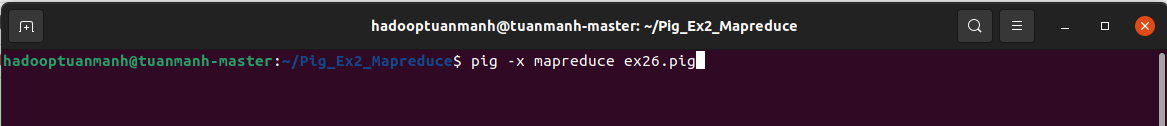 hadooptuanmanh@tuanmanh-master: ~/Pig_Ex2_Mapreduce
hadooptuanmanh@tuanmanh-master:~/Pig_Ex2_Mapreduce$ pig -x mapreduce ex26.pig